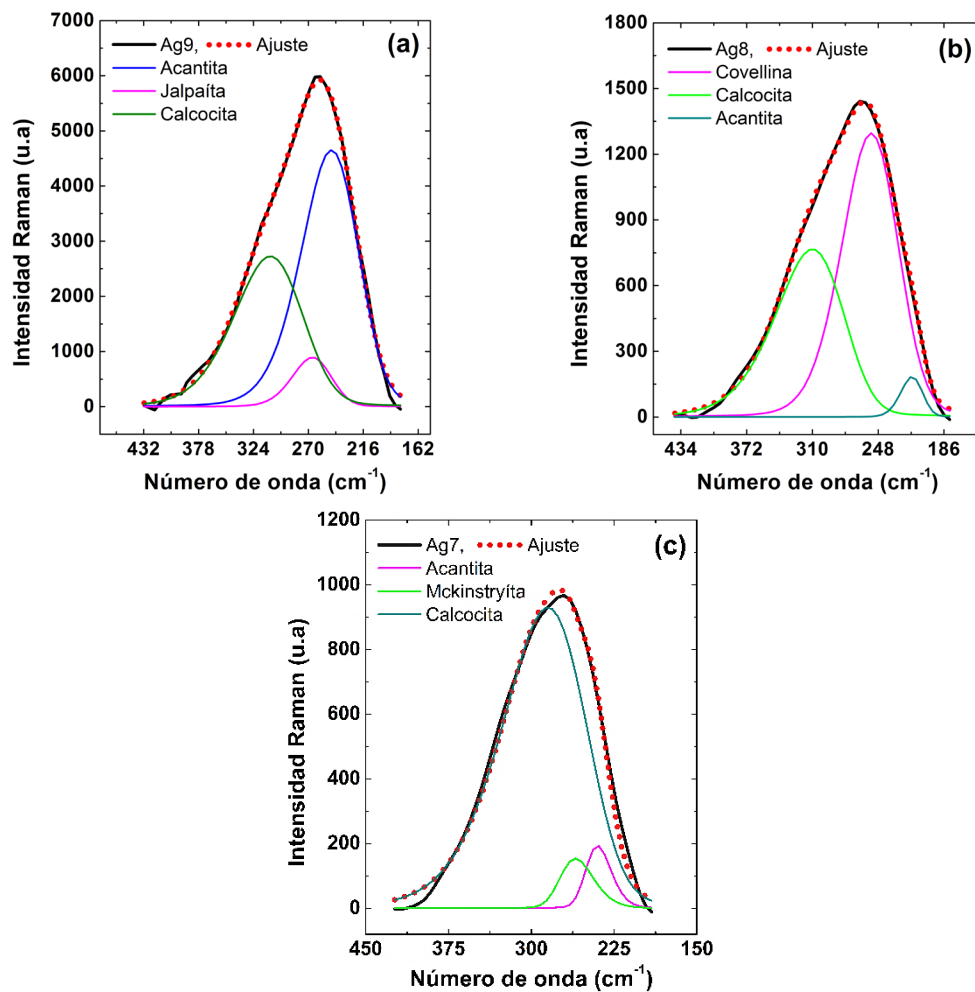 (a)
Ag9, Ajuste
Acantita
Jalpaíta
Calcocita
Intensidad Raman (u.a)
7000
6000
5000
4000
3000
2000
1000
0
432 378 324 270 216 162
Número de onda (cm-1)
(b)
Ag8, Ajuste
Covellina
Calcocita
Acantita
Intensidad Raman (u.a)
1800
1500
1200
900
600
300
0
434 372 310 248 186
Número de onda (cm-1)
(c)
Ag7, Ajuste
Acantita
Mckinstryíta
Calcocita
Intensidad Raman (u.a)
1200
1000
800
600
400
200
0
450 375 300 225 150
Número de onda (cm-1)